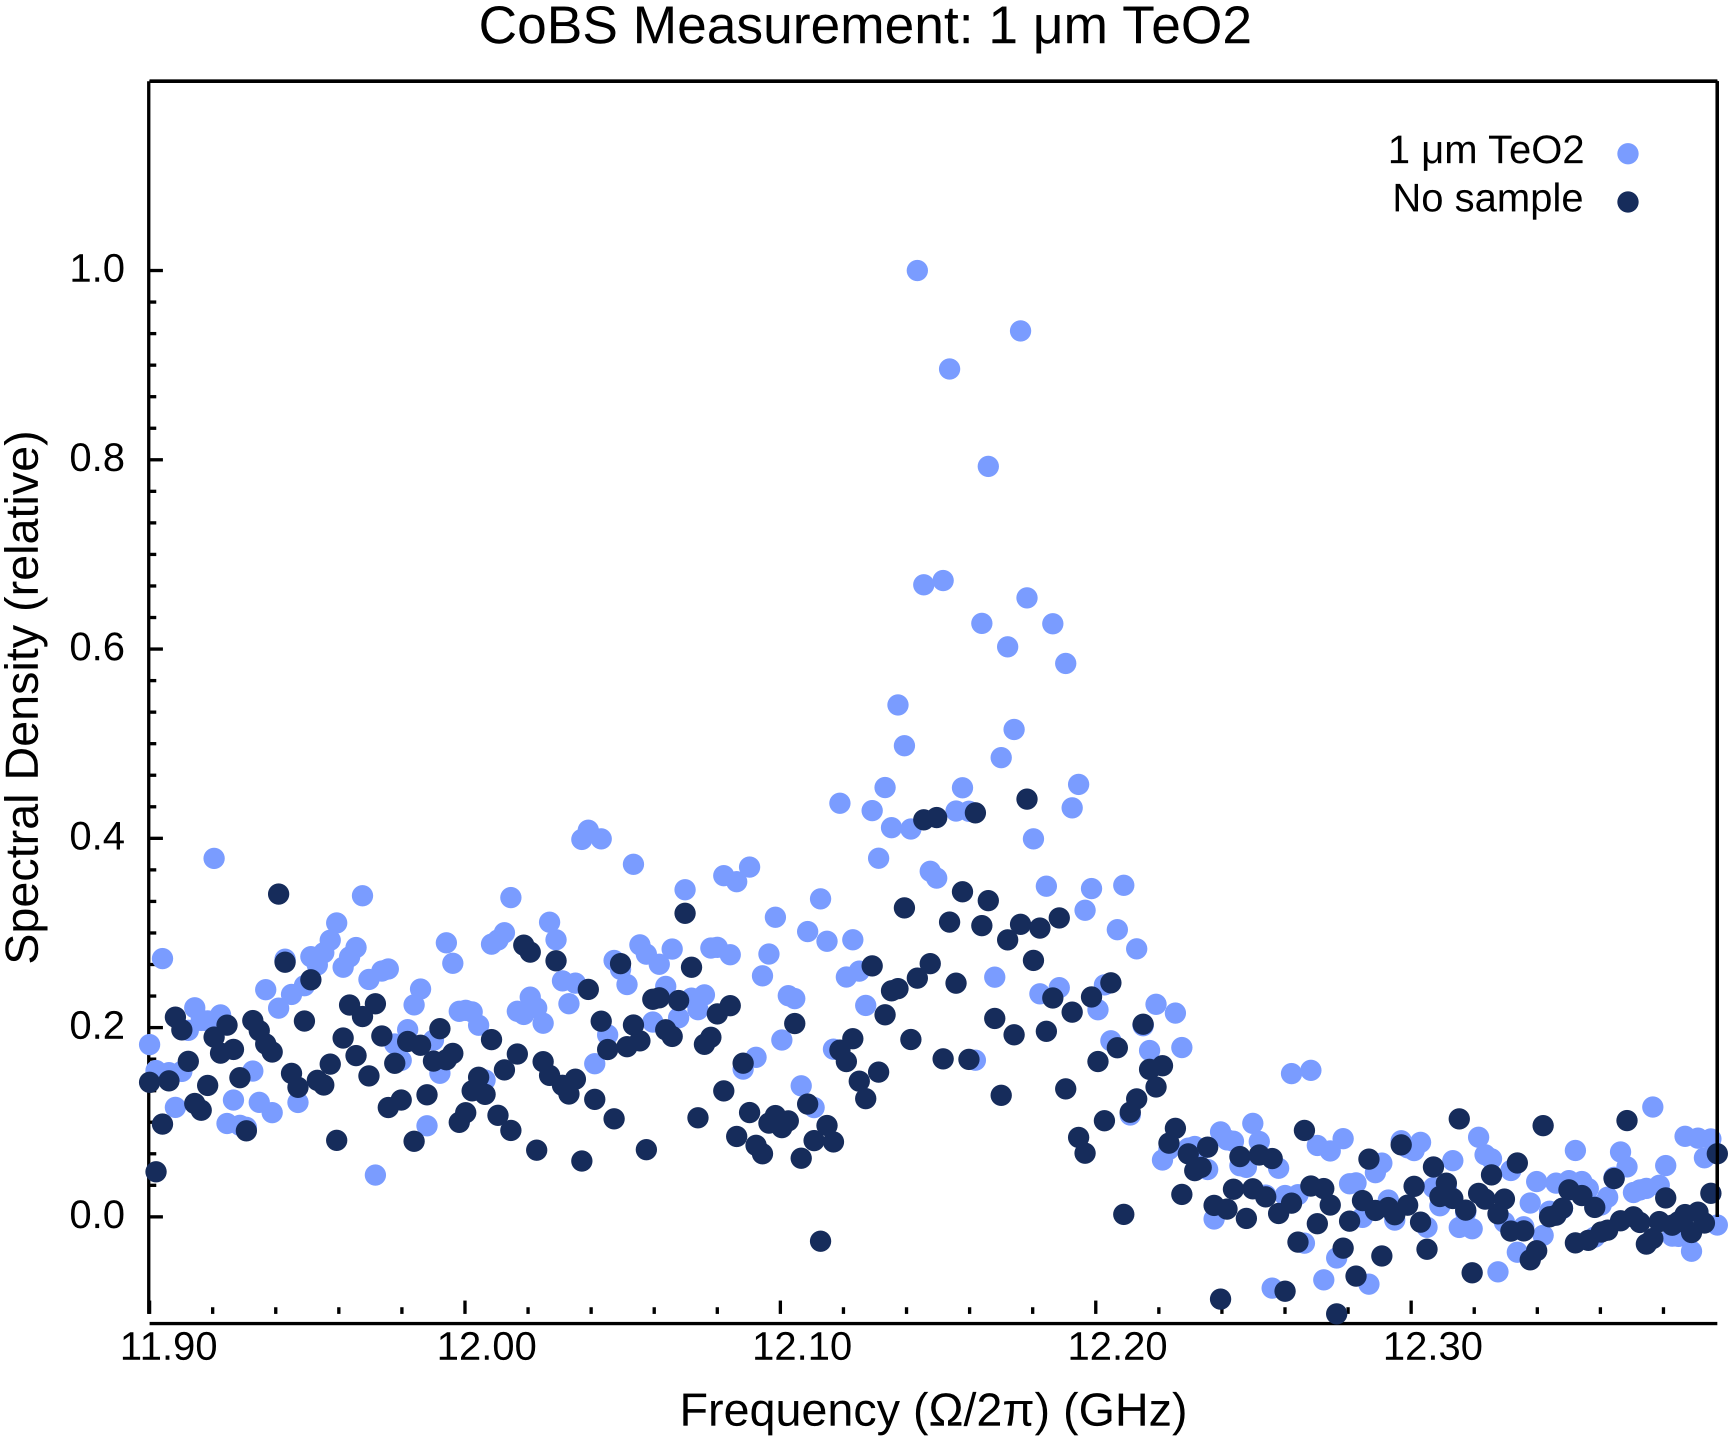 CoBS Measurement: 1 μm TeO2
1 μm TeO2
No sample
1.0
0.8
0.6
0.4
0.2
0.0
Spectral Density (relative)
11.90
12.00
12.10
12.20
12.30
Frequency (Ω/2π) (GHz)